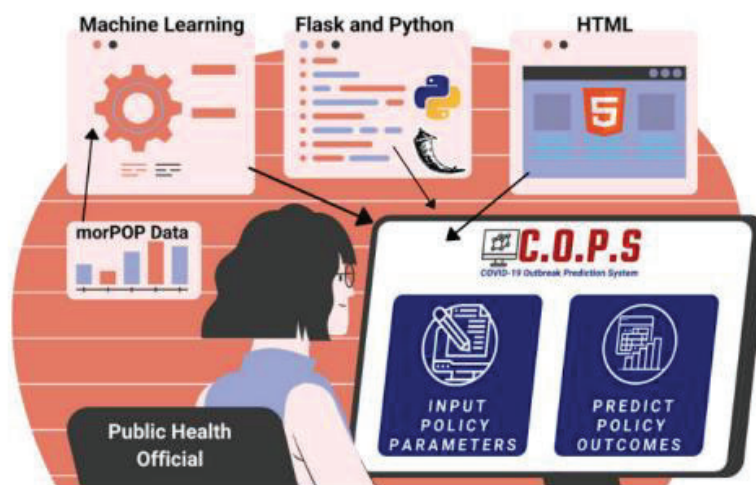 Machine Learning
Flask and Python
HTML
5
morPOP Data
C.O.P.S
COVID-19 Outbreak Prediction System
INPUT
POLICY
PARAMETERS
PREDICT
POLICY
OUTCOMES
Public Health
Official